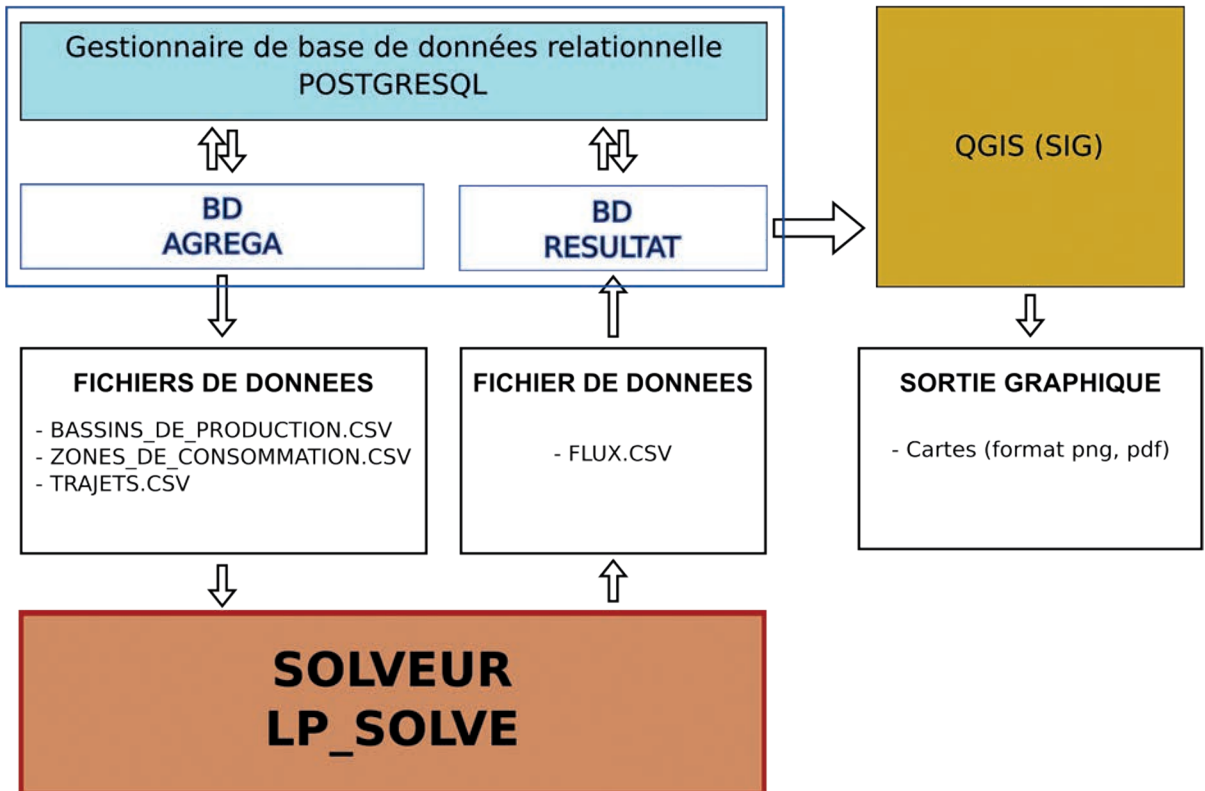 Gestionnaire de base de données relationnelle
POSTGRESQL
BD
AGREGA
BD
RESULTAT
QGIS (SIG)
FICHIERS DE DONNEES
- BASSINS_DE_PRODUCTION.CSV
- ZONES_DE_CONSOMMATION.CSV
- TRAJETS.CSV
FICHIER DE DONNEES
- FLUX.CSV
SORTIE GRAPHIQUE
- Cartes (format png, pdf)
SOLVEUR
LP_SOLVE